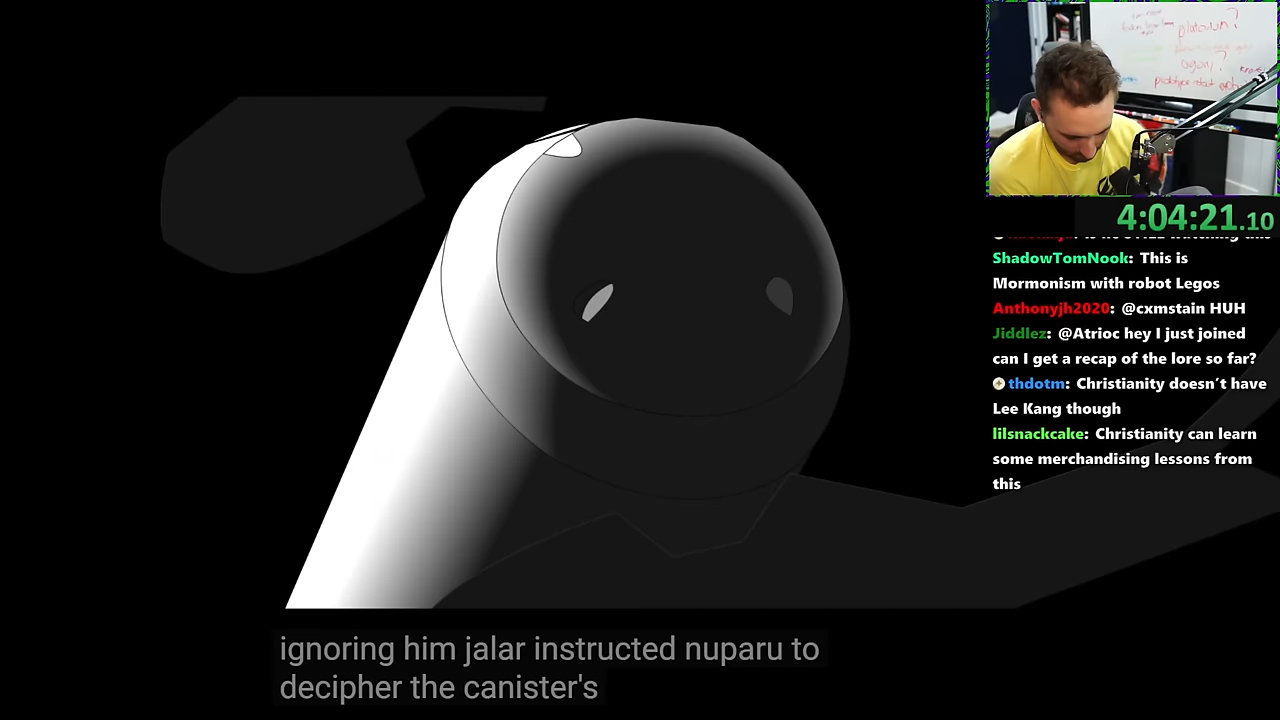 platanun?
agony?
4:04:21.10
ShadowTomNook: This is
Mormonism with robot Legos
Anthonyjh2020: @cxmstain HUH
Jiddlez: @Atrioc hey I just joined
can I get a recap of the lore so far?
thdotm: Christianity doesn't have
Lee Kang though
lilsnackcake: Christianity can learn
some merchandising lessons from
this
ignoring him jalar instructed nuparu to
decipher the canister's